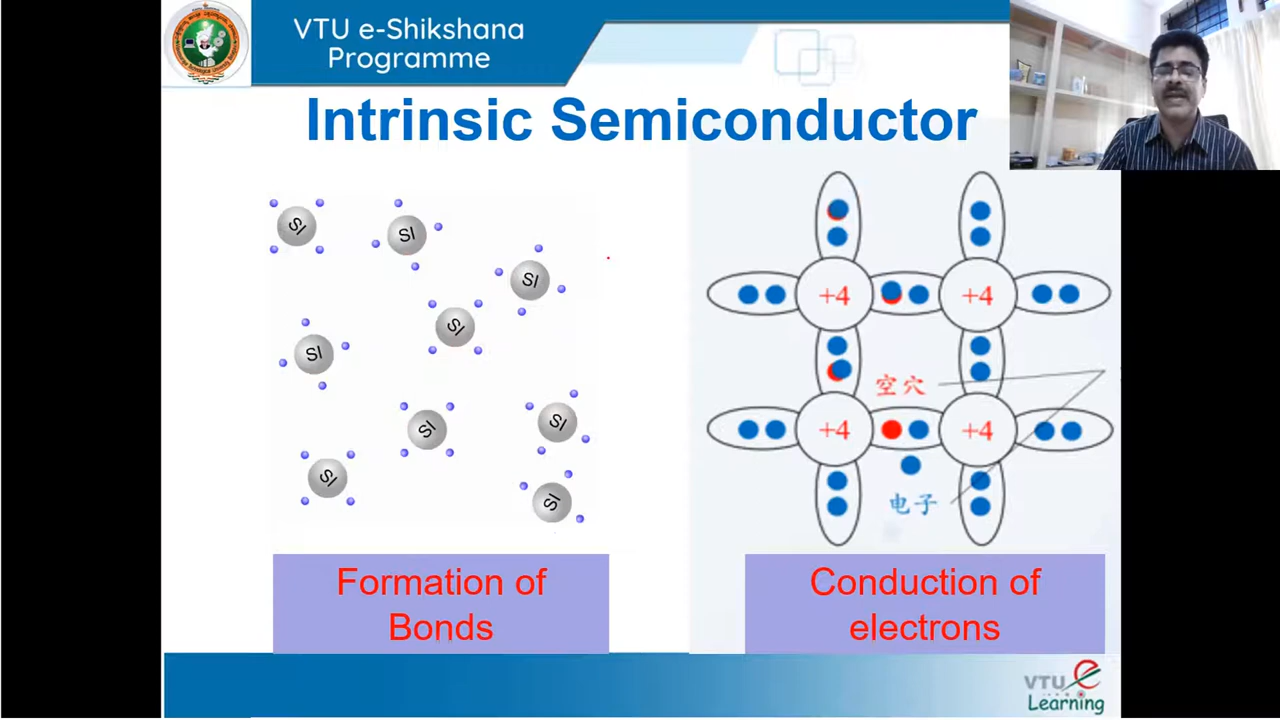 VTU e-Shikshana
Programme
Intrinsic Semiconductor
SI
SI
SI
SI
SI
SI
SI
SI
SI
+4
+4
空穴
+4
+4
电子
Formation of
Bonds
Conduction of
electrons
VTU e
Learning